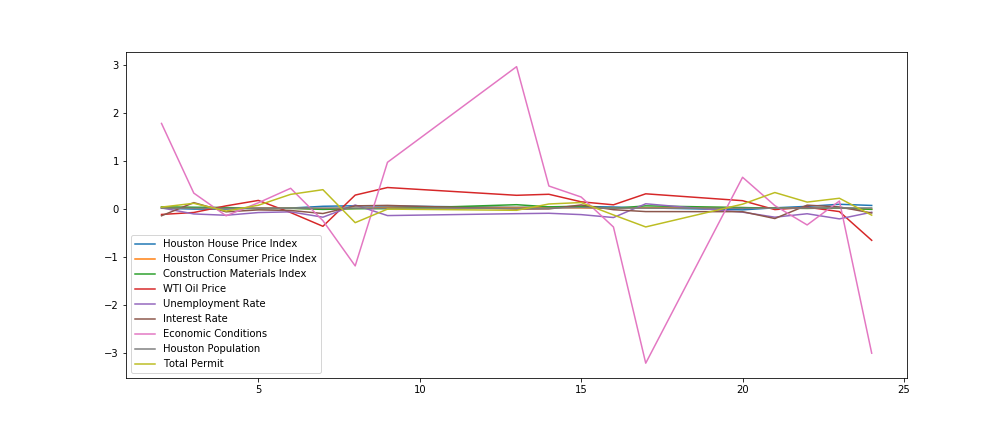 3
2
1
0
−1
−2
−3
Houston House Price Index
Houston Consumer Price Index
Construction Materials Index
WTI Oil Price
Unemployment Rate
Interest Rate
Economic Conditions
Houston Population
Total Permit
5 10 15 20 25